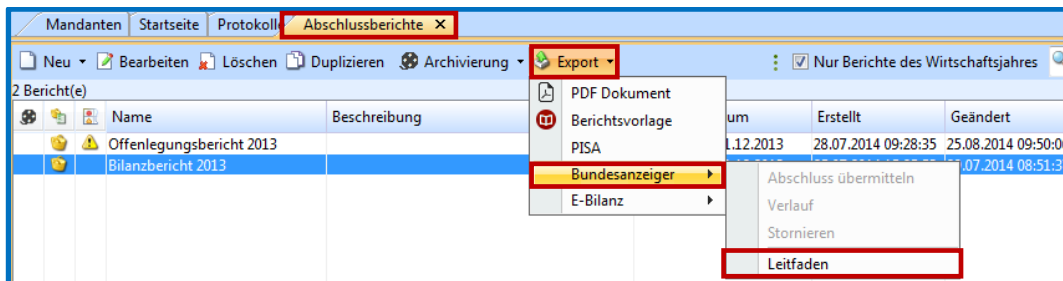 Mandanten Startseite Protokoll Abschlussberichte X
Neu Bearbeiten Löschen Duplizieren Archivierung Export Nur Berichte des Wirtschaftsjahres
2 Bericht(e)
Name Beschreibung um Erstellt Geändert
Offenlegungsbericht 2013 1.12.2013 28.07.2014 09:28:35 25.08.2014 09:50:0
Bilanzbericht 2013 .07.2014 08:51:3
PDF Dokument
Berichtsvorlage
PISA
Bundesanzeiger
E-Bilanz
Abschluss übermitteln
Verlauf
Stornieren
Leitfaden